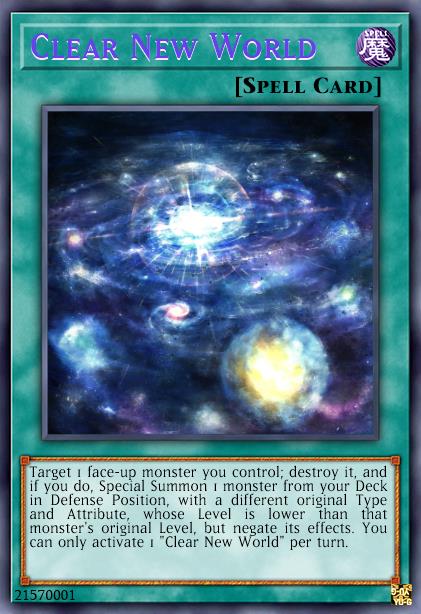 Clear New World
SPELL
魔
[Spell Card]
Target 1 face-up monster you control; destroy it, and
if you do, Special Summon 1 monster from your Deck
in Defense Position, with a different original Type
and Attribute, whose Level is lower than that
monster's original Level, but negate its effects. You
can only activate 1 "Clear New World" per turn.
21570001